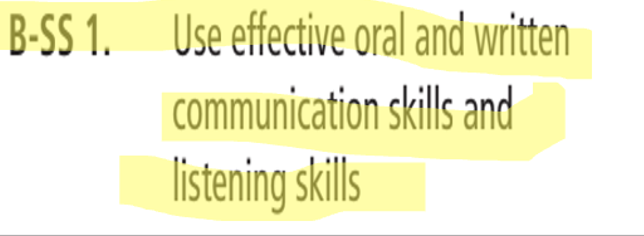 B-SS 1. Use effective oral and written
communication skills and
listening skills